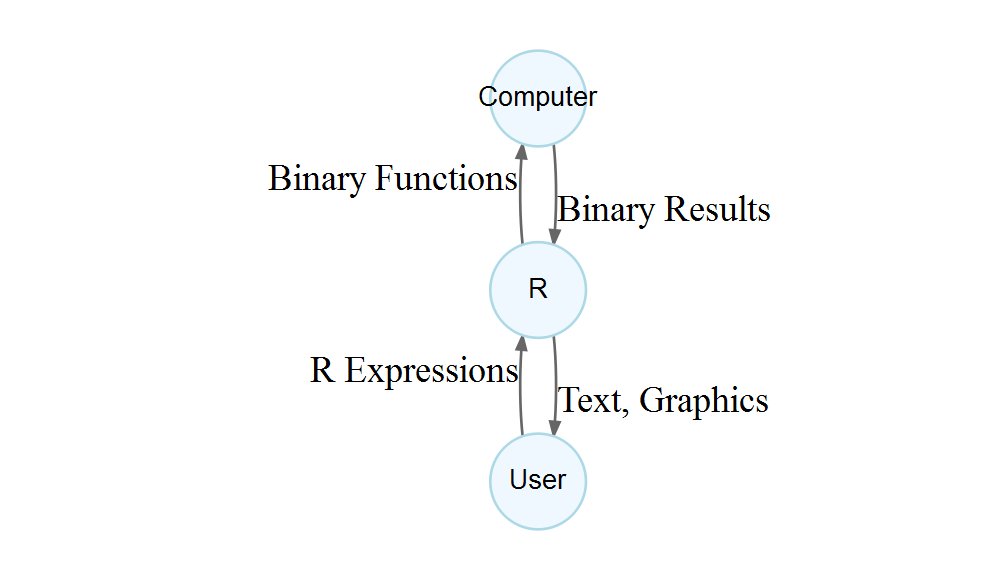 Computer
Binary Functions
Binary Results
R
R Expressions
Text, Graphics
User